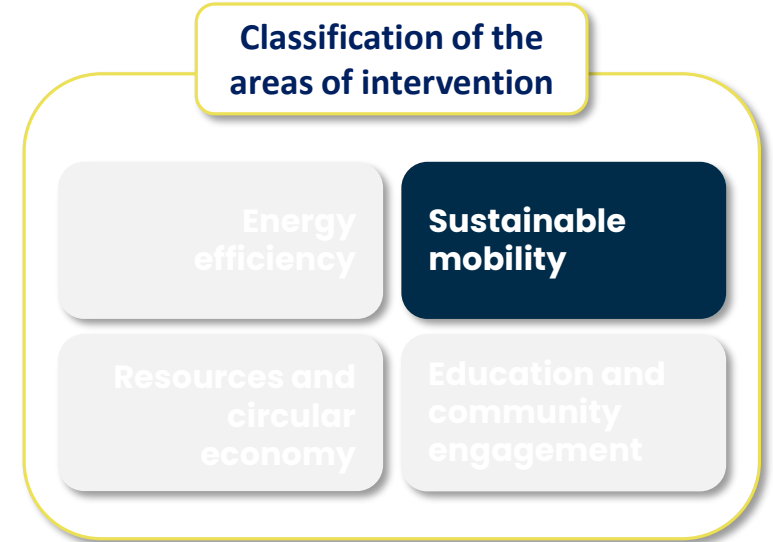 Classification of the
areas of intervention
Energy
efficiency
Sustainable
mobility
Resources and
circular
economy
Education and
community
engagement